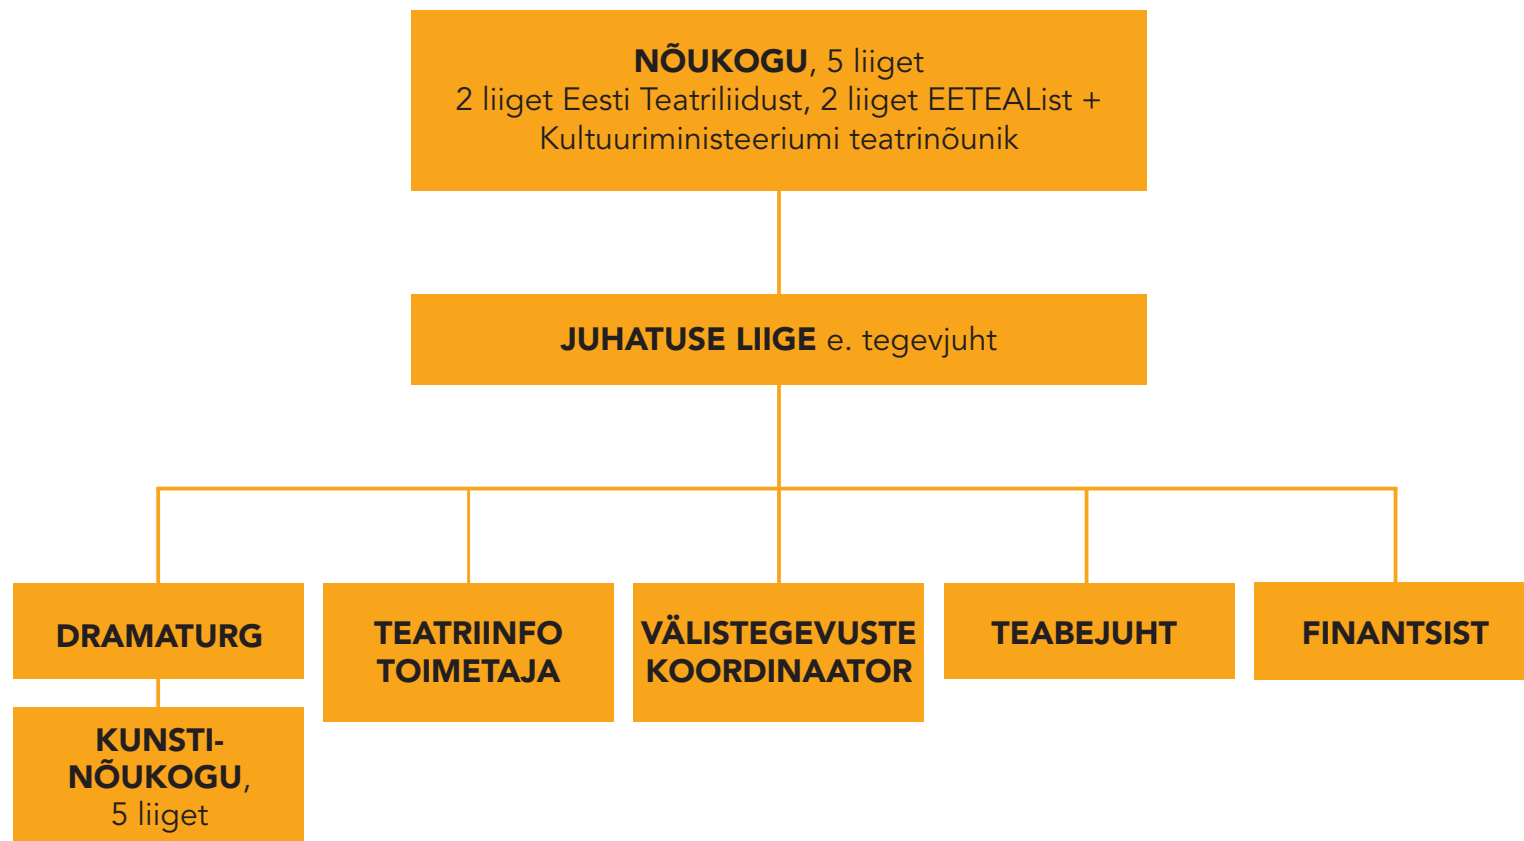 NÕUKOGU, 5 liiget
2 liiget Eesti Teatriliidust, 2 liiget EETEAList +
Kultuuriministeeriumi teatrinõunik
JUHATUSE LIIGE e. tegevjuht
DRAMATURG
TEATRIINFO
TOIMETAJA
VÄLISTEGEVUSTE
KOORDINAATOR
TEABEJUHT
FINANTSIST
KUNSTI-
NÕUKOGU,
5 liiget